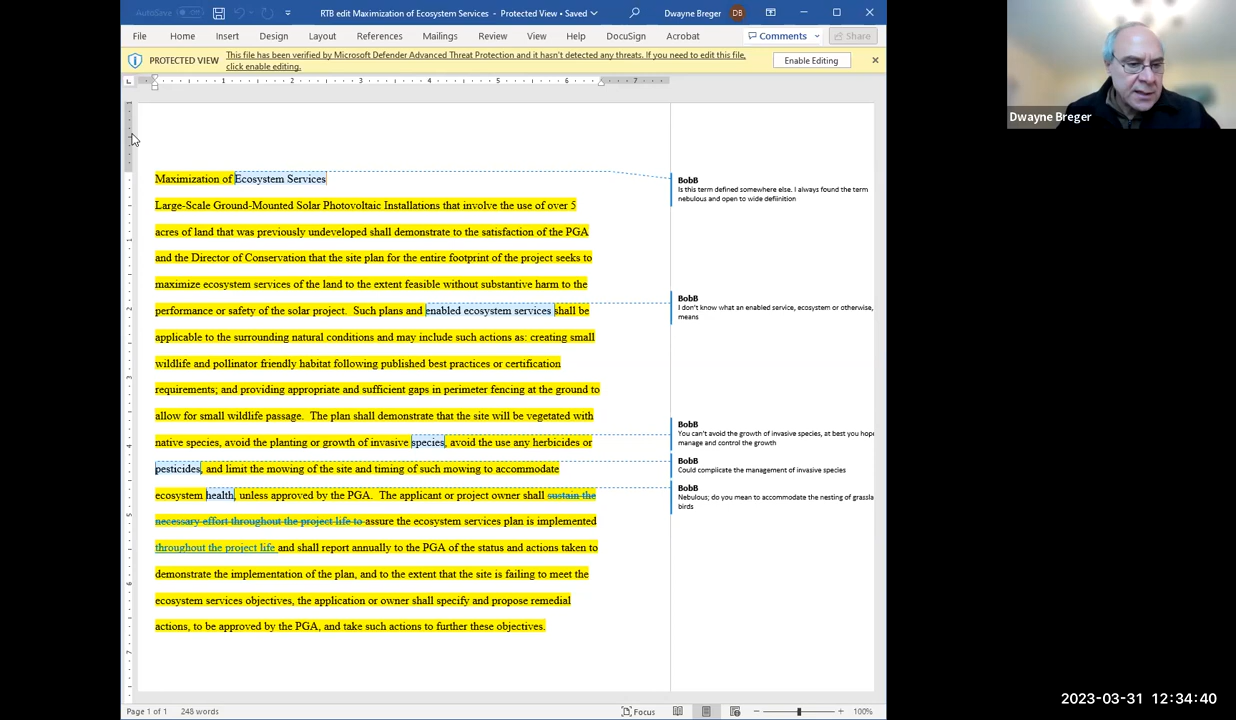 AutoSave Off RTB edit Maximization of Ecosystem Services - Protected View • Saved Dwayne Breger DB
File Home Insert Design Layout References Mailings Review View Help DocuSign Acrobat Comments Share
PROTECTED VIEW This file has been verified by Microsoft Defender Advanced Threat Protection and it hasn't detected any threats. If you need to edit this file,
click enable editing. Enable Editing
1 2 3 4 5 6 7
Maximization of Ecosystem Services
Large-Scale Ground-Mounted Solar Photovoltaic Installations that involve the use of over 5
acres of land that was previously undeveloped shall demonstrate to the satisfaction of the PGA
and the Director of Conservation that the site plan for the entire footprint of the project seeks to
maximize ecosystem services of the land to the extent feasible without substantive harm to the
performance or safety of the solar project. Such plans and enabled ecosystem services shall be
applicable to the surrounding natural conditions and may include such actions as: creating small
wildlife and pollinator friendly habitat following published best practices or certification
requirements; and providing appropriate and sufficient gaps in perimeter fencing at the ground to
allow for small wildlife passage. The plan shall demonstrate that the site will be vegetated with
native species, avoid the planting or growth of invasive species, avoid the use any herbicides or
pesticides, and limit the mowing of the site and timing of such mowing to accommodate
ecosystem health, unless approved by the PGA. The applicant or project owner shall sustain the
necessary effort throughout the project life to assure the ecosystem services plan is implemented
throughout the project life and shall report annually to the PGA of the status and actions taken to
demonstrate the implementation of the plan, and to the extent that the site is failing to meet the
ecosystem services objectives, the application or owner shall specify and propose remedial
actions, to be approved by the PGA, and take such actions to further these objectives.
BobB
Is this term defined somewhere else. I always found the term
nebulous and open to wide defiinition
BobB
I don't know what an enabled service, ecosystem or otherwise,
means
BobB
You can't avoid the growth of invasive species, at best you hope
manage and control the growth
BobB
Could complicate the management of invasive species
BobB
Nebulous; do you mean to accommodate the nesting of grassla
birds
Page 1 of 1 248 words Focus 100%
Dwayne Breger
2023-03-31 12:34:40